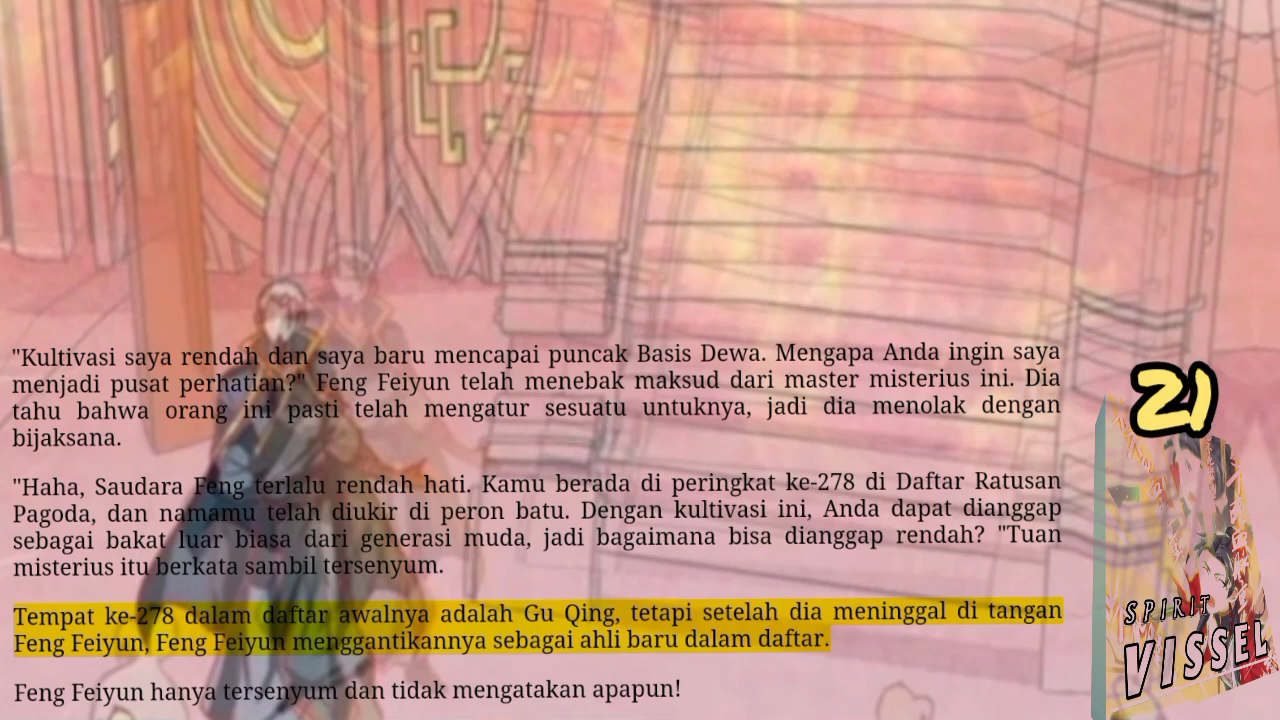 "Kultivasi saya rendah dan saya baru mencapai puncak Basis Dewa. Mengapa Anda ingin saya
menjadi pusat perhatian?" Feng Feiyun telah menebak maksud dari master misterius ini. Dia
tahu bahwa orang ini pasti telah mengatur sesuatu untuknya, jadi dia menolak dengan
bijaksana.
"Haha, Saudara Feng terlalu rendah hati. Kamu berada di peringkat ke-278 di Daftar Ratusan
Pagoda, dan namamu telah diukir di peron batu. Dengan kultivasi ini, Anda dapat dianggap
sebagai bakat luar biasa dari generasi muda, jadi bagaimana bisa dianggap rendah? "Tuan
misterius itu berkata sambil tersenyum.
Tempat ke-278 dalam daftar awalnya adalah Gu Qing, tetapi setelah dia meninggal di tangan
Feng Feiyun, Feng Feiyun menggantikannya sebagai ahli baru dalam daftar.
Feng Feiyun hanya tersenyum dan tidak mengatakan apapun!
21
SPIRIT
VISSEL